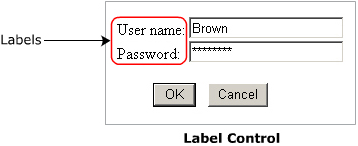 User name: Brown
Labels
Password: ********
OK Cancel
Label Control